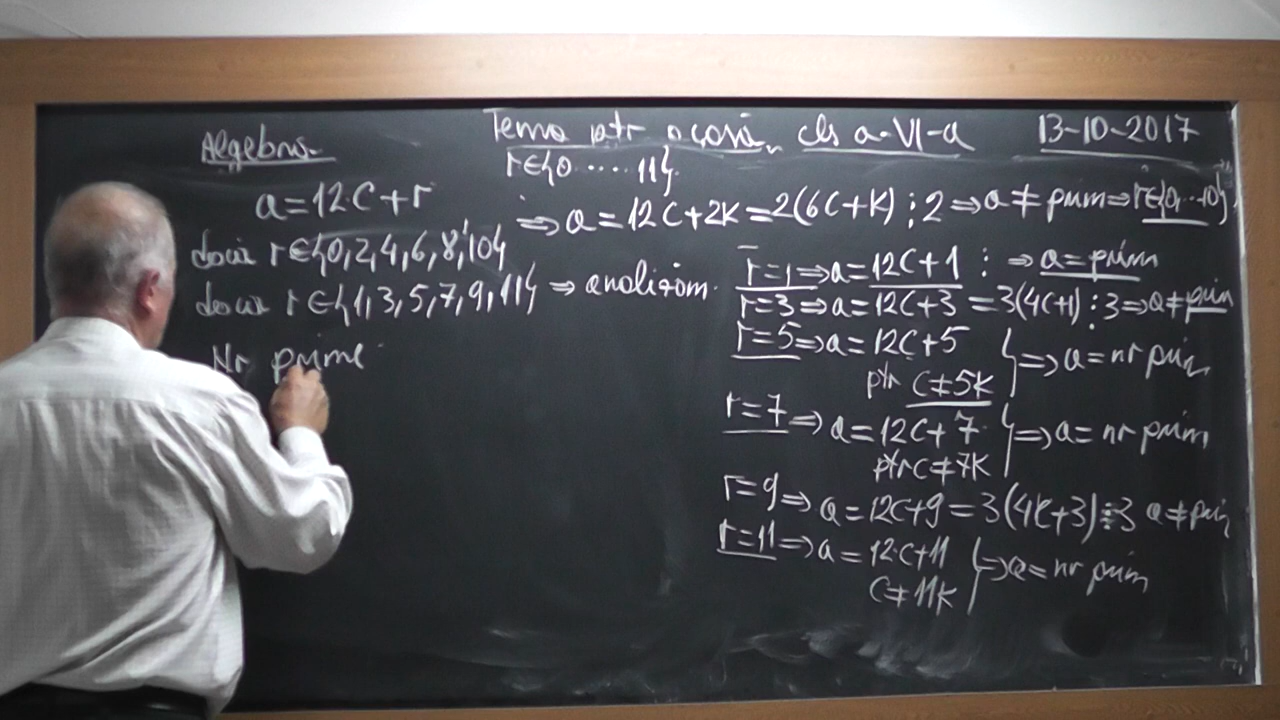 Algebra. Tema ptr acasă, cls a-VI-a 13-10-2017
r∈{0.....11}.
a=12·C+r
⇒ a=12C+2K=2(6C+K)⋮2⇒a≠prim⇒r∈{0,..10}
dacă r∈{0,2,4,6,8,10}
dacă r∈{1,3,5,7,9,11} ⇒ analizăm.
r=1⇒a=12C+1 : ⇒ a=prim
r=3⇒a=12C+3 =3(4C+1)⋮3⇒a≠prim
r=5⇒a=12C+5
ptr C≠5K } ⇒ a=nr prim
r=7⇒ a=12C+7
ptr C≠7K } ⇒a=nr prim
r=9⇒ a=12C+9=3(4K+3)⋮3 a≠prim
r=11⇒a=12·C+11
C≠11K } ⇒a=nr prim
Nr prime